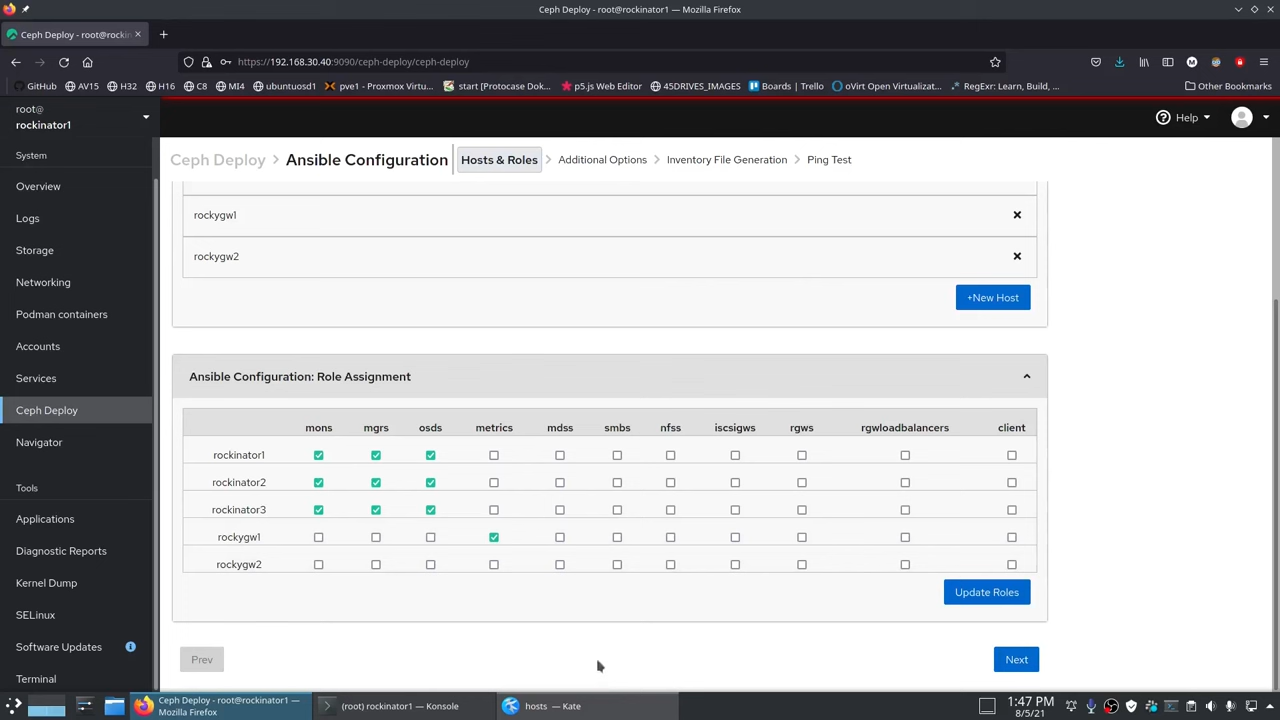 Ceph Deploy - root@rockinator1 — Mozilla Firefox
Ceph Deploy - root@rockin
https://192.168.30.40:9090/ceph-deploy/ceph-deploy
GitHub AV15 H32 H16 C8 MI4 ubuntuosd1 pve1 - Proxmox Virtu... start [Protocase Dok... p5.js Web Editor 45DRIVES_IMAGES Boards | Trello oVirt Open Virtualizat... RegExr: Learn, Build, ... Other Bookmarks
root@
rockinator1
Help
System
Overview
Logs
Storage
Networking
Podman containers
Accounts
Services
Ceph Deploy
Navigator
Tools
Applications
Diagnostic Reports
Kernel Dump
SELinux
Software Updates
Terminal
Ceph Deploy > Ansible Configuration Hosts & Roles > Additional Options > Inventory File Generation > Ping Test
rockygw1
rockygw2
+New Host
Ansible Configuration: Role Assignment
mons mgrs osds metrics mdss smbs nfss iscsigws rgws rgwloadbalancers client
rockinator1
rockinator2
rockinator3
rockygw1
rockygw2
Update Roles
Prev Next
Ceph Deploy - root@rockinator1 —
Mozilla Firefox
(root) rockinator1 — Konsole
hosts — Kate
1:47 PM
8/5/21